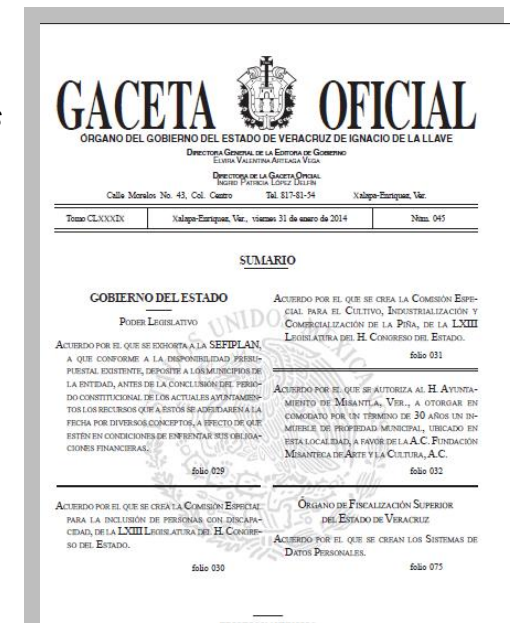 GACETA OFICIAL
ÓRGANO DEL GOBIERNO DEL ESTADO DE VERACRUZ DE IGNACIO DE LA LLAVE
DIRECTORA GENERAL DE LA EDITORA DE GOBIERNO
ELVIRA VALENTINA ARTEAGA VEGA
DIRECTORA DE LA GACETA OFICIAL
INGRID PATRICIA LÓPEZ DELFÍN
Calle Morelos No. 43, Col. Centro Tel. 817-81-54 Xalapa-Enríquez, Ver.
Tomo CLXXXIX Xalapa-Enríquez, Ver., viernes 31 de enero de 2014 Núm. 045
SUMARIO
GOBIERNO DEL ESTADO
PODER LEGISLATIVO
ACUERDO POR EL QUE SE EXHORTA A LA SEFIPLAN,
A QUE CONFORME A LA DISPONIBILIDAD PRESU-
PUESTAL EXISTENTE, DEPOSITE A LOS MUNICIPIOS DE
LA ENTIDAD, ANTES DE LA CONCLUSIÓN DEL PERIO-
DO CONSTITUCIONAL DE LOS ACTUALES AYUNTAMIEN-
TOS LOS RECURSOS QUE A ÉSTOS SE ADEUDAREN A LA
FECHA POR DIVERSOS CONCEPTOS, A EFECTO DE QUE
ESTÉN EN CONDICIONES DE ENFRENTAR SUS OBLIGA-
CIONES FINANCIERAS.
folio 029
ACUERDO POR EL QUE SE CREA LA COMISIÓN ESPECIAL
PARA LA INCLUSIÓN DE PERSONAS CON DISCAPA-
CIDAD, DE LA LXIII LEGISLATURA DEL H. CONGRE-
SO DEL ESTADO.
folio 030
ACUERDO POR EL QUE SE CREA LA COMISIÓN ESPE-
CIAL PARA EL CULTIVO, INDUSTRIALIZACIÓN Y
COMERCIALIZACIÓN DE LA PIÑA, DE LA LXIII
LEGISLATURA DEL H. CONGRESO DEL ESTADO.
folio 031
ACUERDO POR EL QUE SE AUTORIZA AL H. AYUNTA-
MIENTO DE MISANTLA, VER., A OTORGAR EN
COMODATO POR UN TÉRMINO DE 30 AÑOS UN IN-
MUEBLE DE PROPIEDAD MUNICIPAL, UBICADO EN
ESTA LOCALIDAD, A FAVOR DE LA A.C. FUNDACIÓN
MISANTECA DE ARTE Y LA CULTURA, A.C.
folio 032
ÓRGANO DE FISCALIZACIÓN SUPERIOR
DEL ESTADO DE VERACRUZ
ACUERDO POR EL QUE SE CREAN LOS SISTEMAS DE
DATOS PERSONALES.
folio 075